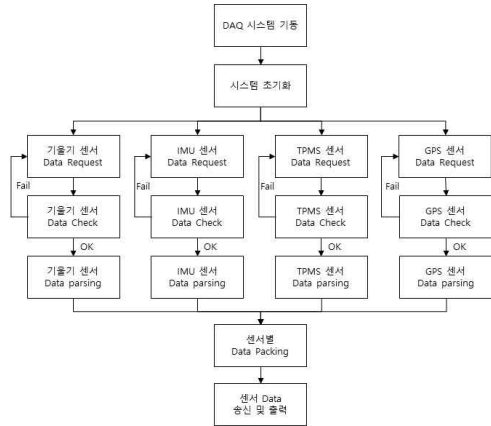 DAQ 시스템 기동
시스템 초기화
기울기 센서
Data Request
IMU 센서
Data Request
TPMS 센서
Data Request
GPS 센서
Data Request
Fail
Fail
Fail
Fail
기울기 센서
Data Check
IMU 센서
Data Check
TPMS 센서
Data Check
GPS 센서
Data Check
OK
OK
OK
OK
기울기 센서
Data parsing
IMU 센서
Data parsing
TPMS 센서
Data parsing
GPS 센서
Data parsing
센서별
Data Packing
센서 Data
송신 및 출력